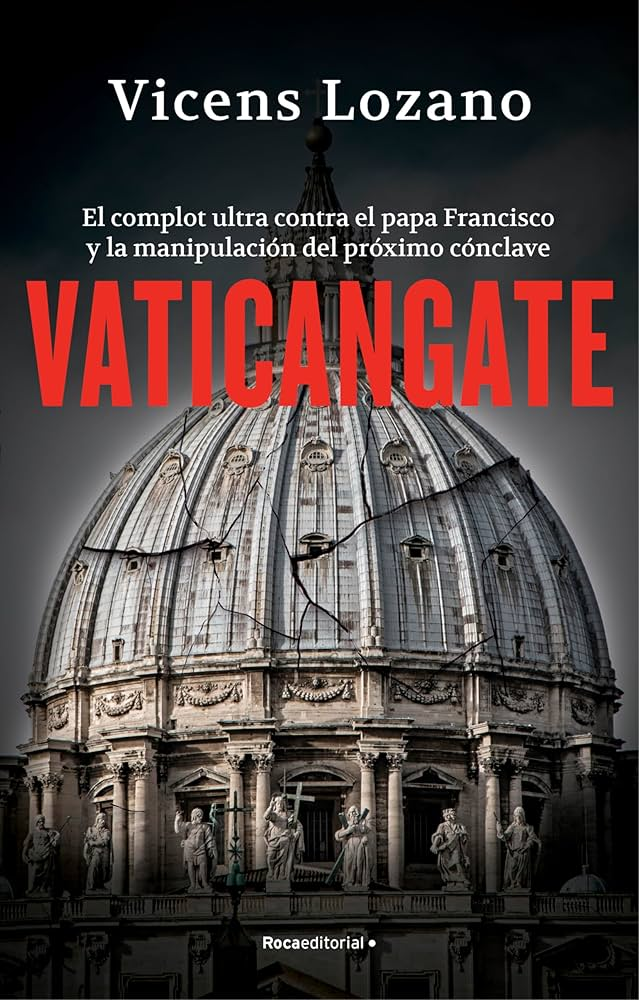 Vicens Lozano
El complot ultra contra el papa Francisco
y la manipulación del próximo cónclave
VATICANGATE
Rocaeditorial